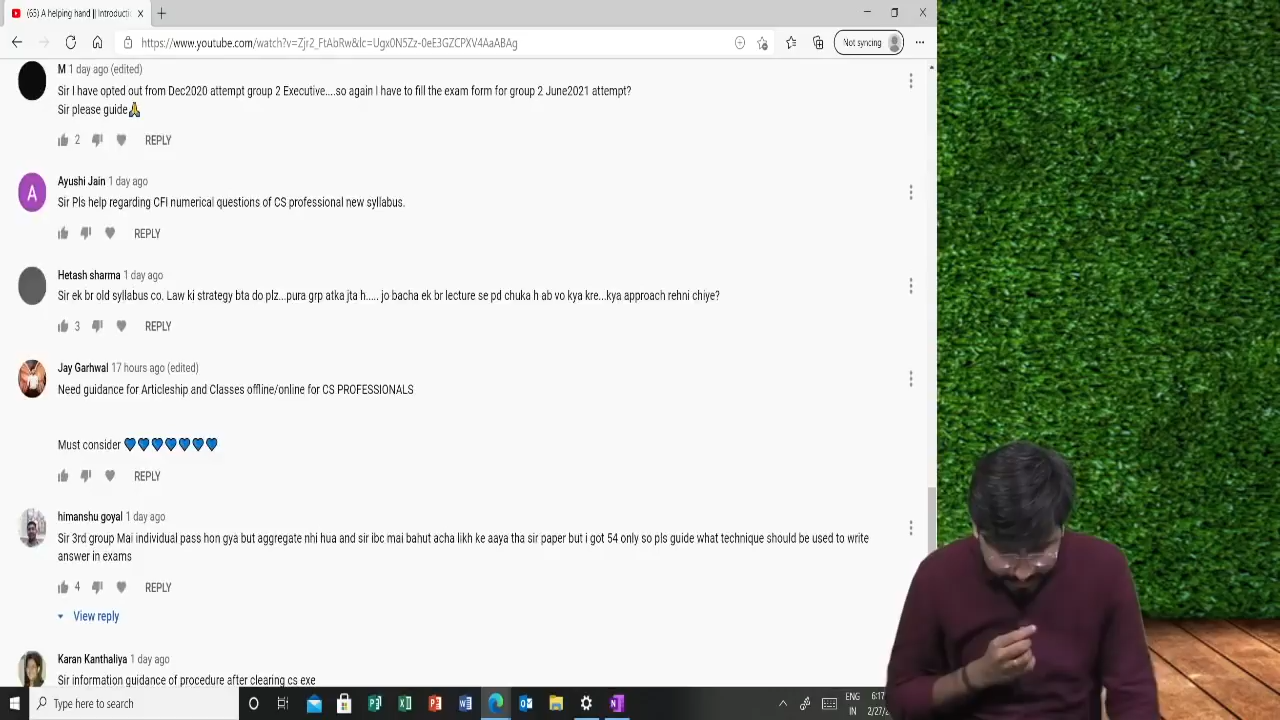 (65) A helping hand || Introducti
https://www.youtube.com/watch?v=Zjr2_FtAbRw&lc=Ugx0N5Zz-0eE3GZCPXV4AaABAg
Not syncing
M 1 day ago (edited)
Sir I have opted out from Dec2020 attempt group 2 Executive....so again I have to fill the exam form for group 2 June2021 attempt?
Sir please guide🙏
2 REPLY
A
Ayushi Jain 1 day ago
Sir Pls help regarding CFI numerical questions of CS professional new syllabus.
REPLY
Hetash sharma 1 day ago
Sir ek br old syllabus co. Law ki strategy bta do plz...pura grp atka jta h..... jo bacha ek br lecture se pd chuka h ab vo kya kre...kya approach rehni chiye?
3 REPLY
Jay Garhwal 17 hours ago (edited)
Need guidance for Articleship and Classes offline/online for CS PROFESSIONALS
Must consider 💙💙💙💙💙💙💙
REPLY
himanshu goyal 1 day ago
Sir 3rd group Mai individual pass hon gya but aggregate nhi hua and sir ibc mai bahut acha likh ke aaya tha sir paper but i got 54 only so pls guide what technique should be used to write
answer in exams
4 REPLY
View reply
Karan Kanthaliya 1 day ago
Sir information guidance of procedure after clearing cs exe
Type here to search
ENG 6:17
IN 2/27/2